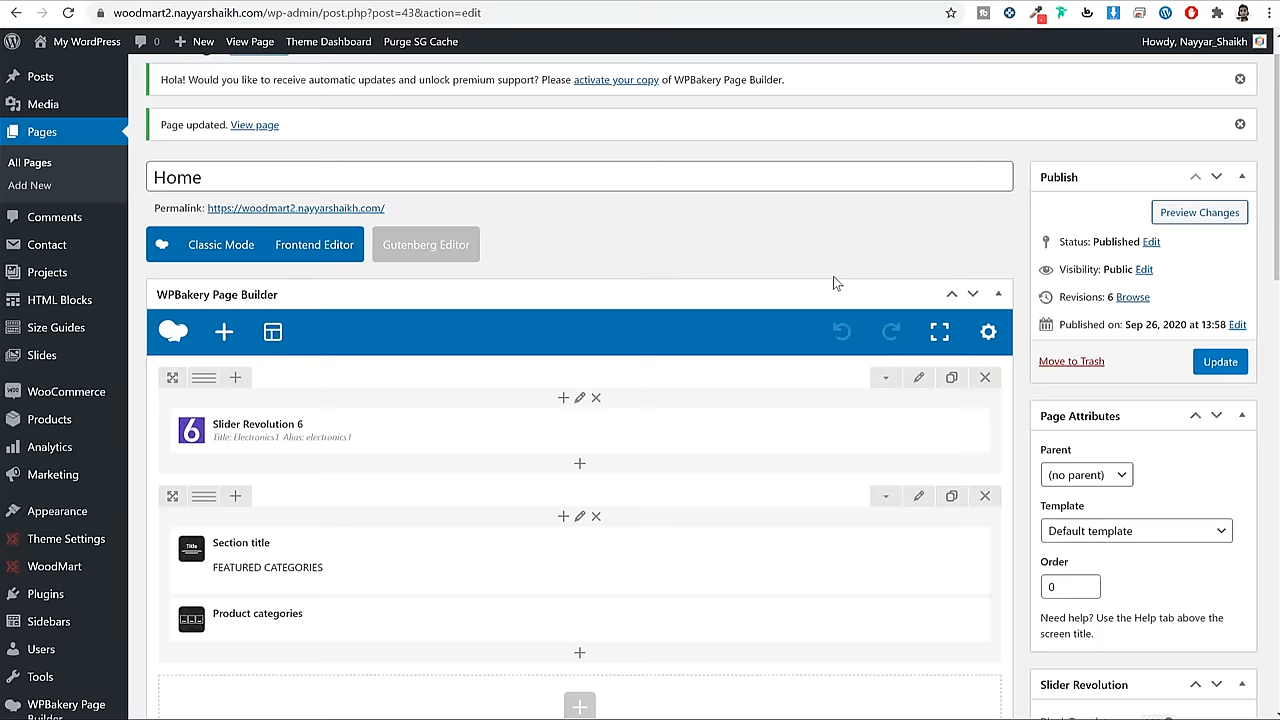 woodmart2.nayyarshaikh.com/wp-admin/post.php?post=43&action=edit
My WordPress 0 New View Page Theme Dashboard Purge SG Cache Howdy, Nayyar_Shaikh
Posts
Media
Pages
All Pages
Add New
Comments
Contact
Projects
HTML Blocks
Size Guides
Slides
WooCommerce
Products
Analytics
Marketing
Appearance
Theme Settings
WoodMart
Plugins
Sidebars
Users
Tools
WPBakery Page
Builder
Hola! Would you like to receive automatic updates and unlock premium support? Please activate your copy of WPBakery Page Builder.
Page updated. View page
Home
Permalink: https://woodmart2.nayyarshaikh.com/
Classic Mode Frontend Editor Gutenberg Editor
WPBakery Page Builder
6 Slider Revolution 6
Title: Electronics1 Alias: electronics1
Title Section title
FEATURED CATEGORIES
Product categories
Publish
Preview Changes
Status: Published Edit
Visibility: Public Edit
Revisions: 6 Browse
Published on: Sep 26, 2020 at 13:58 Edit
Move to Trash Update
Page Attributes
Parent
(no parent)
Template
Default template
Order
0
Need help? Use the Help tab above the
screen title.
Slider Revolution